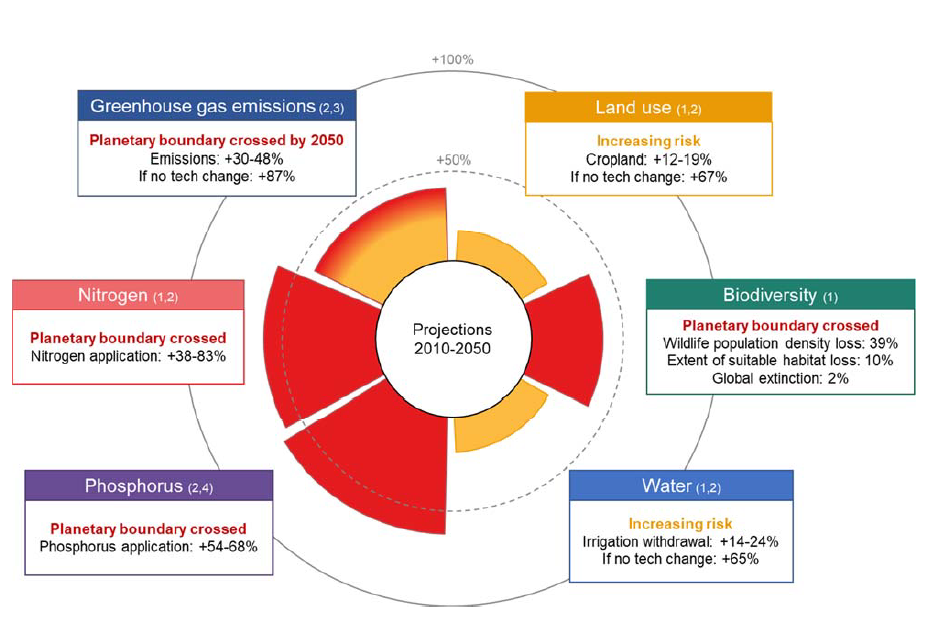 +100%
Greenhouse gas emissions (2,3)
Planetary boundary crossed by 2050
Emissions: +30-48%
If no tech change: +87%
Land use (1,2)
Increasing risk
Cropland: +12-19%
If no tech change: +67%
+50%
Nitrogen (1,2)
Planetary boundary crossed
Nitrogen application: +38-83%
Projections
2010-2050
Biodiversity (1)
Planetary boundary crossed
Wildlife population density loss: 39%
Extent of suitable habitat loss: 10%
Global extinction: 2%
Phosphorus (2,4)
Planetary boundary crossed
Phosphorus application: +54-68%
Water (1,2)
Increasing risk
Irrigation withdrawal: +14-24%
If no tech change: +65%